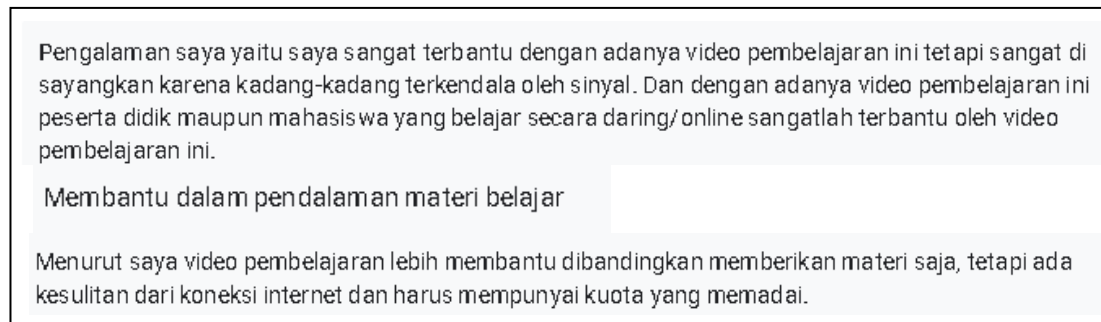 Pengalaman saya yaitu saya sangat terbantu dengan adanya video pembelajaran ini tetapi sangat di
sayangkan karena kadang-kadang terkendala oleh sinyal. Dan dengan adanya video pembelajaran ini
peserta didik maupun mahasiswa yang belajar secara daring/online sangatlah terbantu oleh video
pembelajaran ini.
Membantu dalam pendalaman materi belajar
Menurut saya video pembelajaran lebih membantu dibandingkan memberikan materi saja, tetapi ada
kesulitan dari koneksi internet dan harus mempunyai kuota yang memadai.